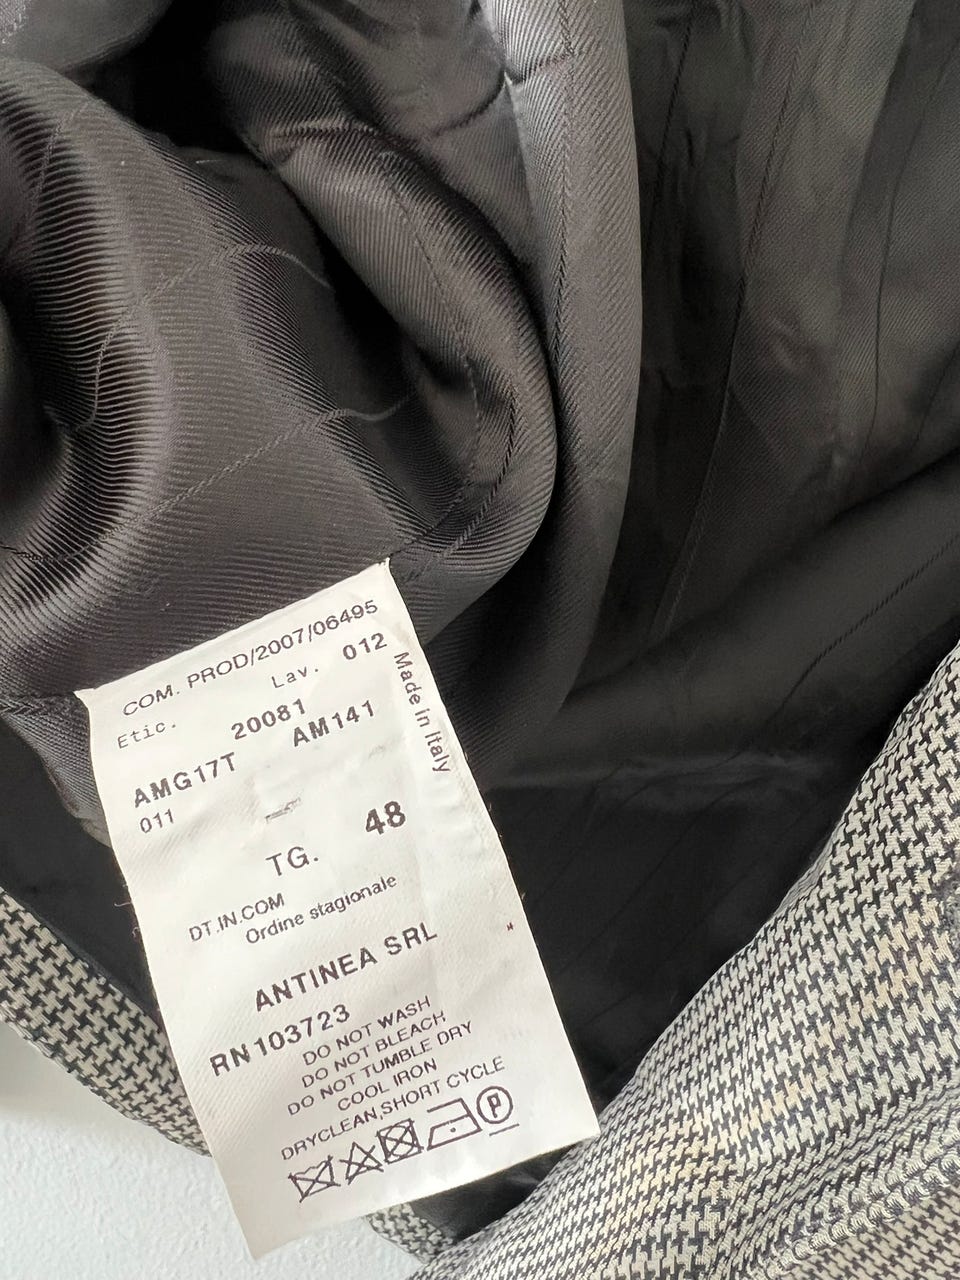 COM. PROD/2007/06495
Lav. 012
Etic. 20081
AMG17T AM141
011
TG. 48
DT.IN.COM
Ordine stagionale
ANTINEA SRL
RN103723
DO NOT WASH
DO NOT BLEACH
DO NOT TUMBLE DRY
COOL IRON
DRYCLEAN,SHORT CYCLE
P
Made in Italy